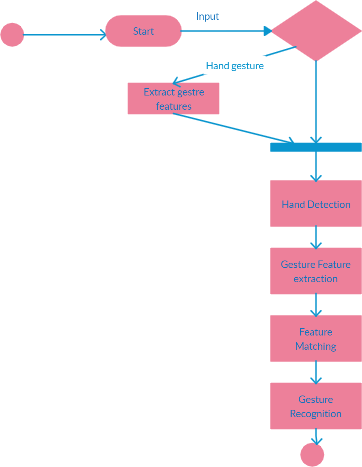 Input
Start
Hand gesture
Extract gestre
features
Hand Detection
Gesture Feature
extraction
Feature
Matching
Gesture
Recognition